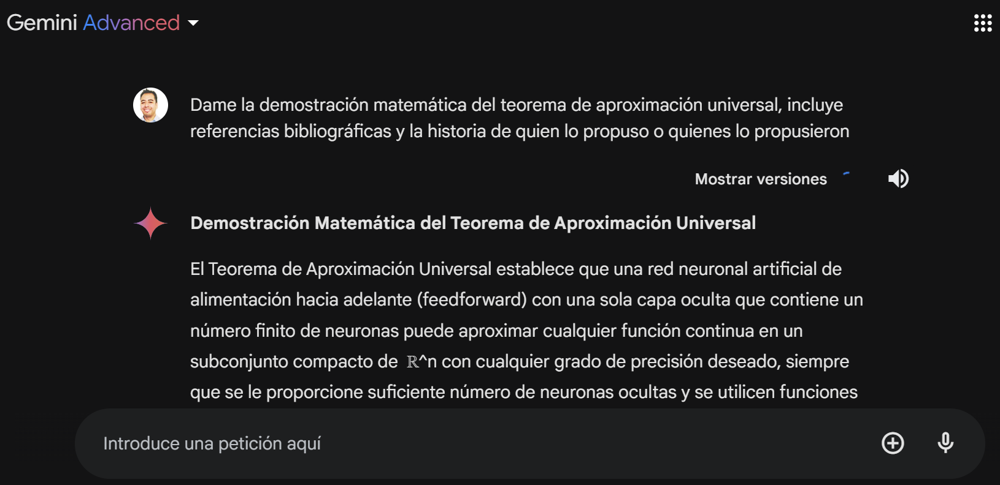 Gemini Advanced
Dame la demostración matemática del teorema de aproximación universal, incluye
referencias bibliográficas y la historia de quien lo propuso o quienes lo propusieron
Mostrar versiones
Demostración Matemática del Teorema de Aproximación Universal
El Teorema de Aproximación Universal establece que una red neuronal artificial de
alimentación hacia adelante (feedforward) con una sola capa oculta que contiene un
número finito de neuronas puede aproximar cualquier función continua en un
subconjunto compacto de ℝ^n con cualquier grado de precisión deseado, siempre
que se le proporcione suficiente número de neuronas ocultas y se utilicen funciones
Introduce una petición aquí